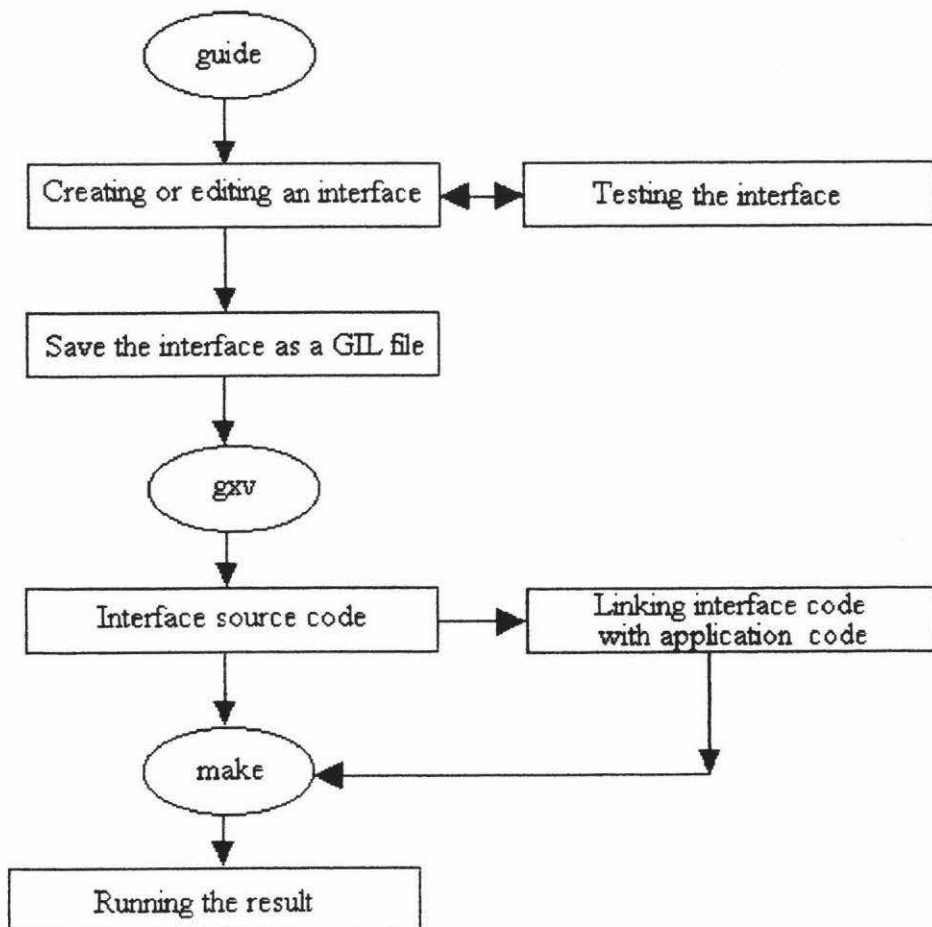 guide
Creating or editing an interface
Testing the interface
Save the interface as a GIL file
gxv
Interface source code
Linking interface code
with application code
make
Running the result